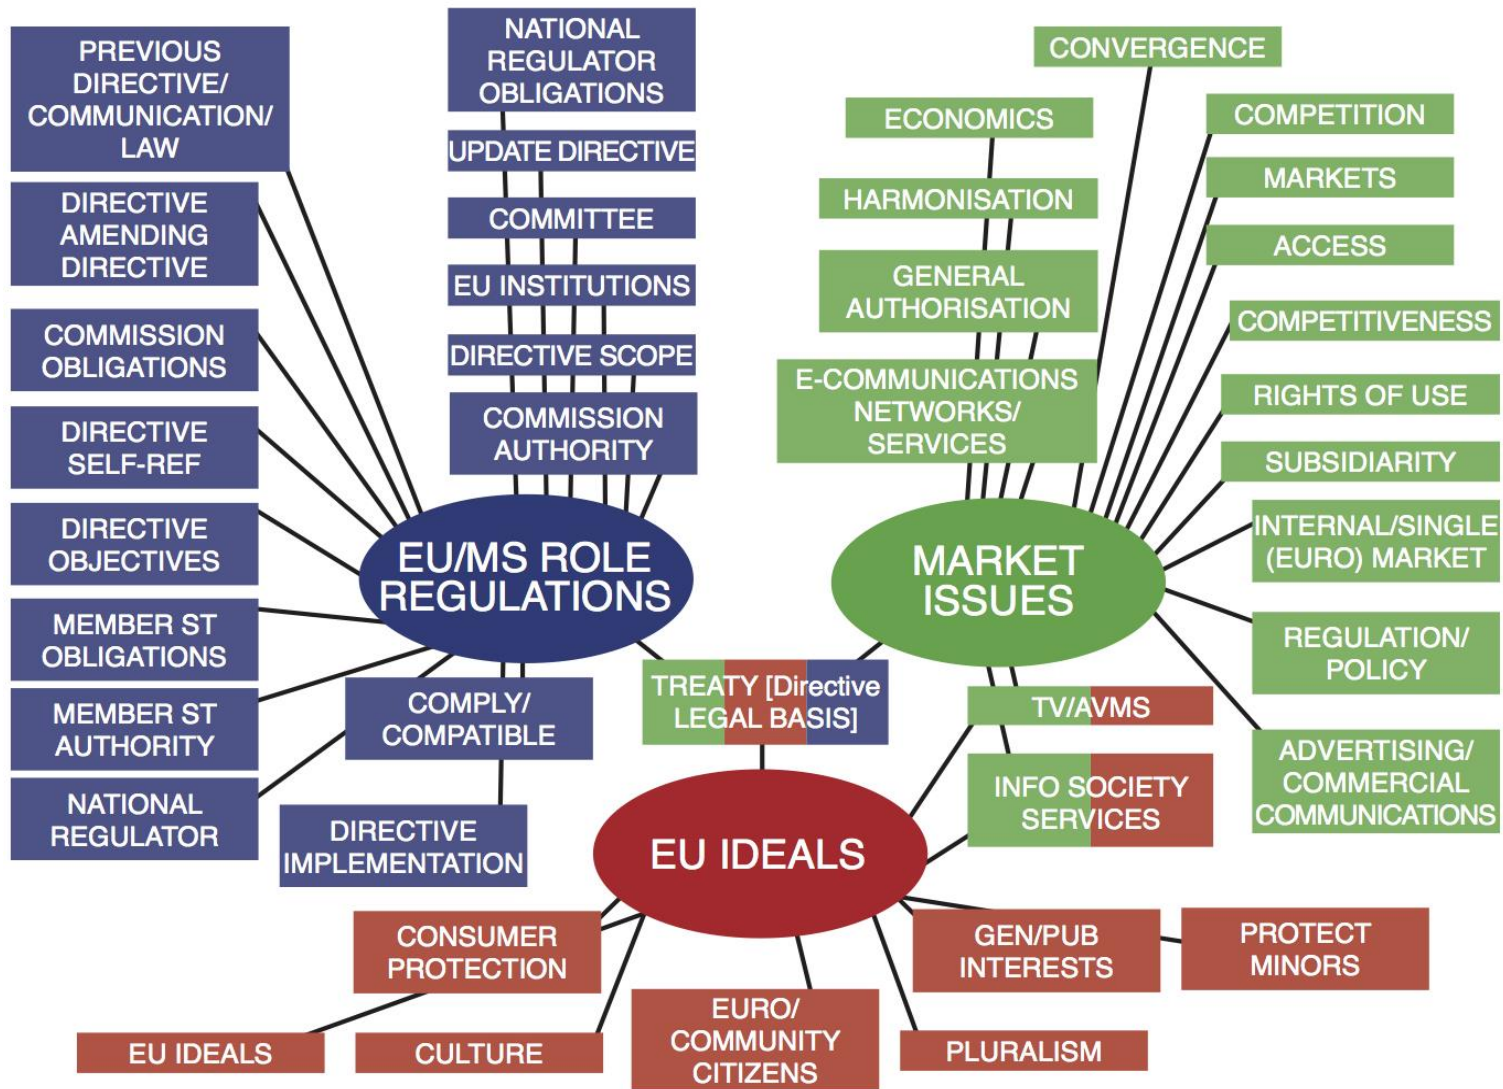 PREVIOUS
DIRECTIVE/
COMMUNICATION/
LAW
DIRECTIVE
AMENDING
DIRECTIVE
COMMISSION
OBLIGATIONS
DIRECTIVE
SELF-REF
DIRECTIVE
OBJECTIVES
MEMBER ST
OBLIGATIONS
MEMBER ST
AUTHORITY
NATIONAL
REGULATOR
NATIONAL
REGULATOR
OBLIGATIONS
UPDATE DIRECTIVE
COMMITTEE
EU INSTITUTIONS
DIRECTIVE SCOPE
COMMISSION
AUTHORITY
EU/MS ROLE
REGULATIONS
COMPLY/
COMPATIBLE
DIRECTIVE
IMPLEMENTATION
CONVERGENCE
ECONOMICS
HARMONISATION
GENERAL
AUTHORISATION
E-COMMUNICATIONS
NETWORKS/
SERVICES
COMPETITION
MARKETS
ACCESS
COMPETITIVENESS
RIGHTS OF USE
SUBSIDIARITY
INTERNAL/SINGLE
(EURO) MARKET
REGULATION/
POLICY
ADVERTISING/
COMMERCIAL
COMMUNICATIONS
MARKET
ISSUES
TREATY [Directive
LEGAL BASIS]
TV/AVMS
INFO SOCIETY
SERVICES
EU IDEALS
CONSUMER
PROTECTION
EU IDEALS
CULTURE
EURO/
COMMUNITY
CITIZENS
PLURALISM
GEN/PUB
INTERESTS
PROTECT
MINORS